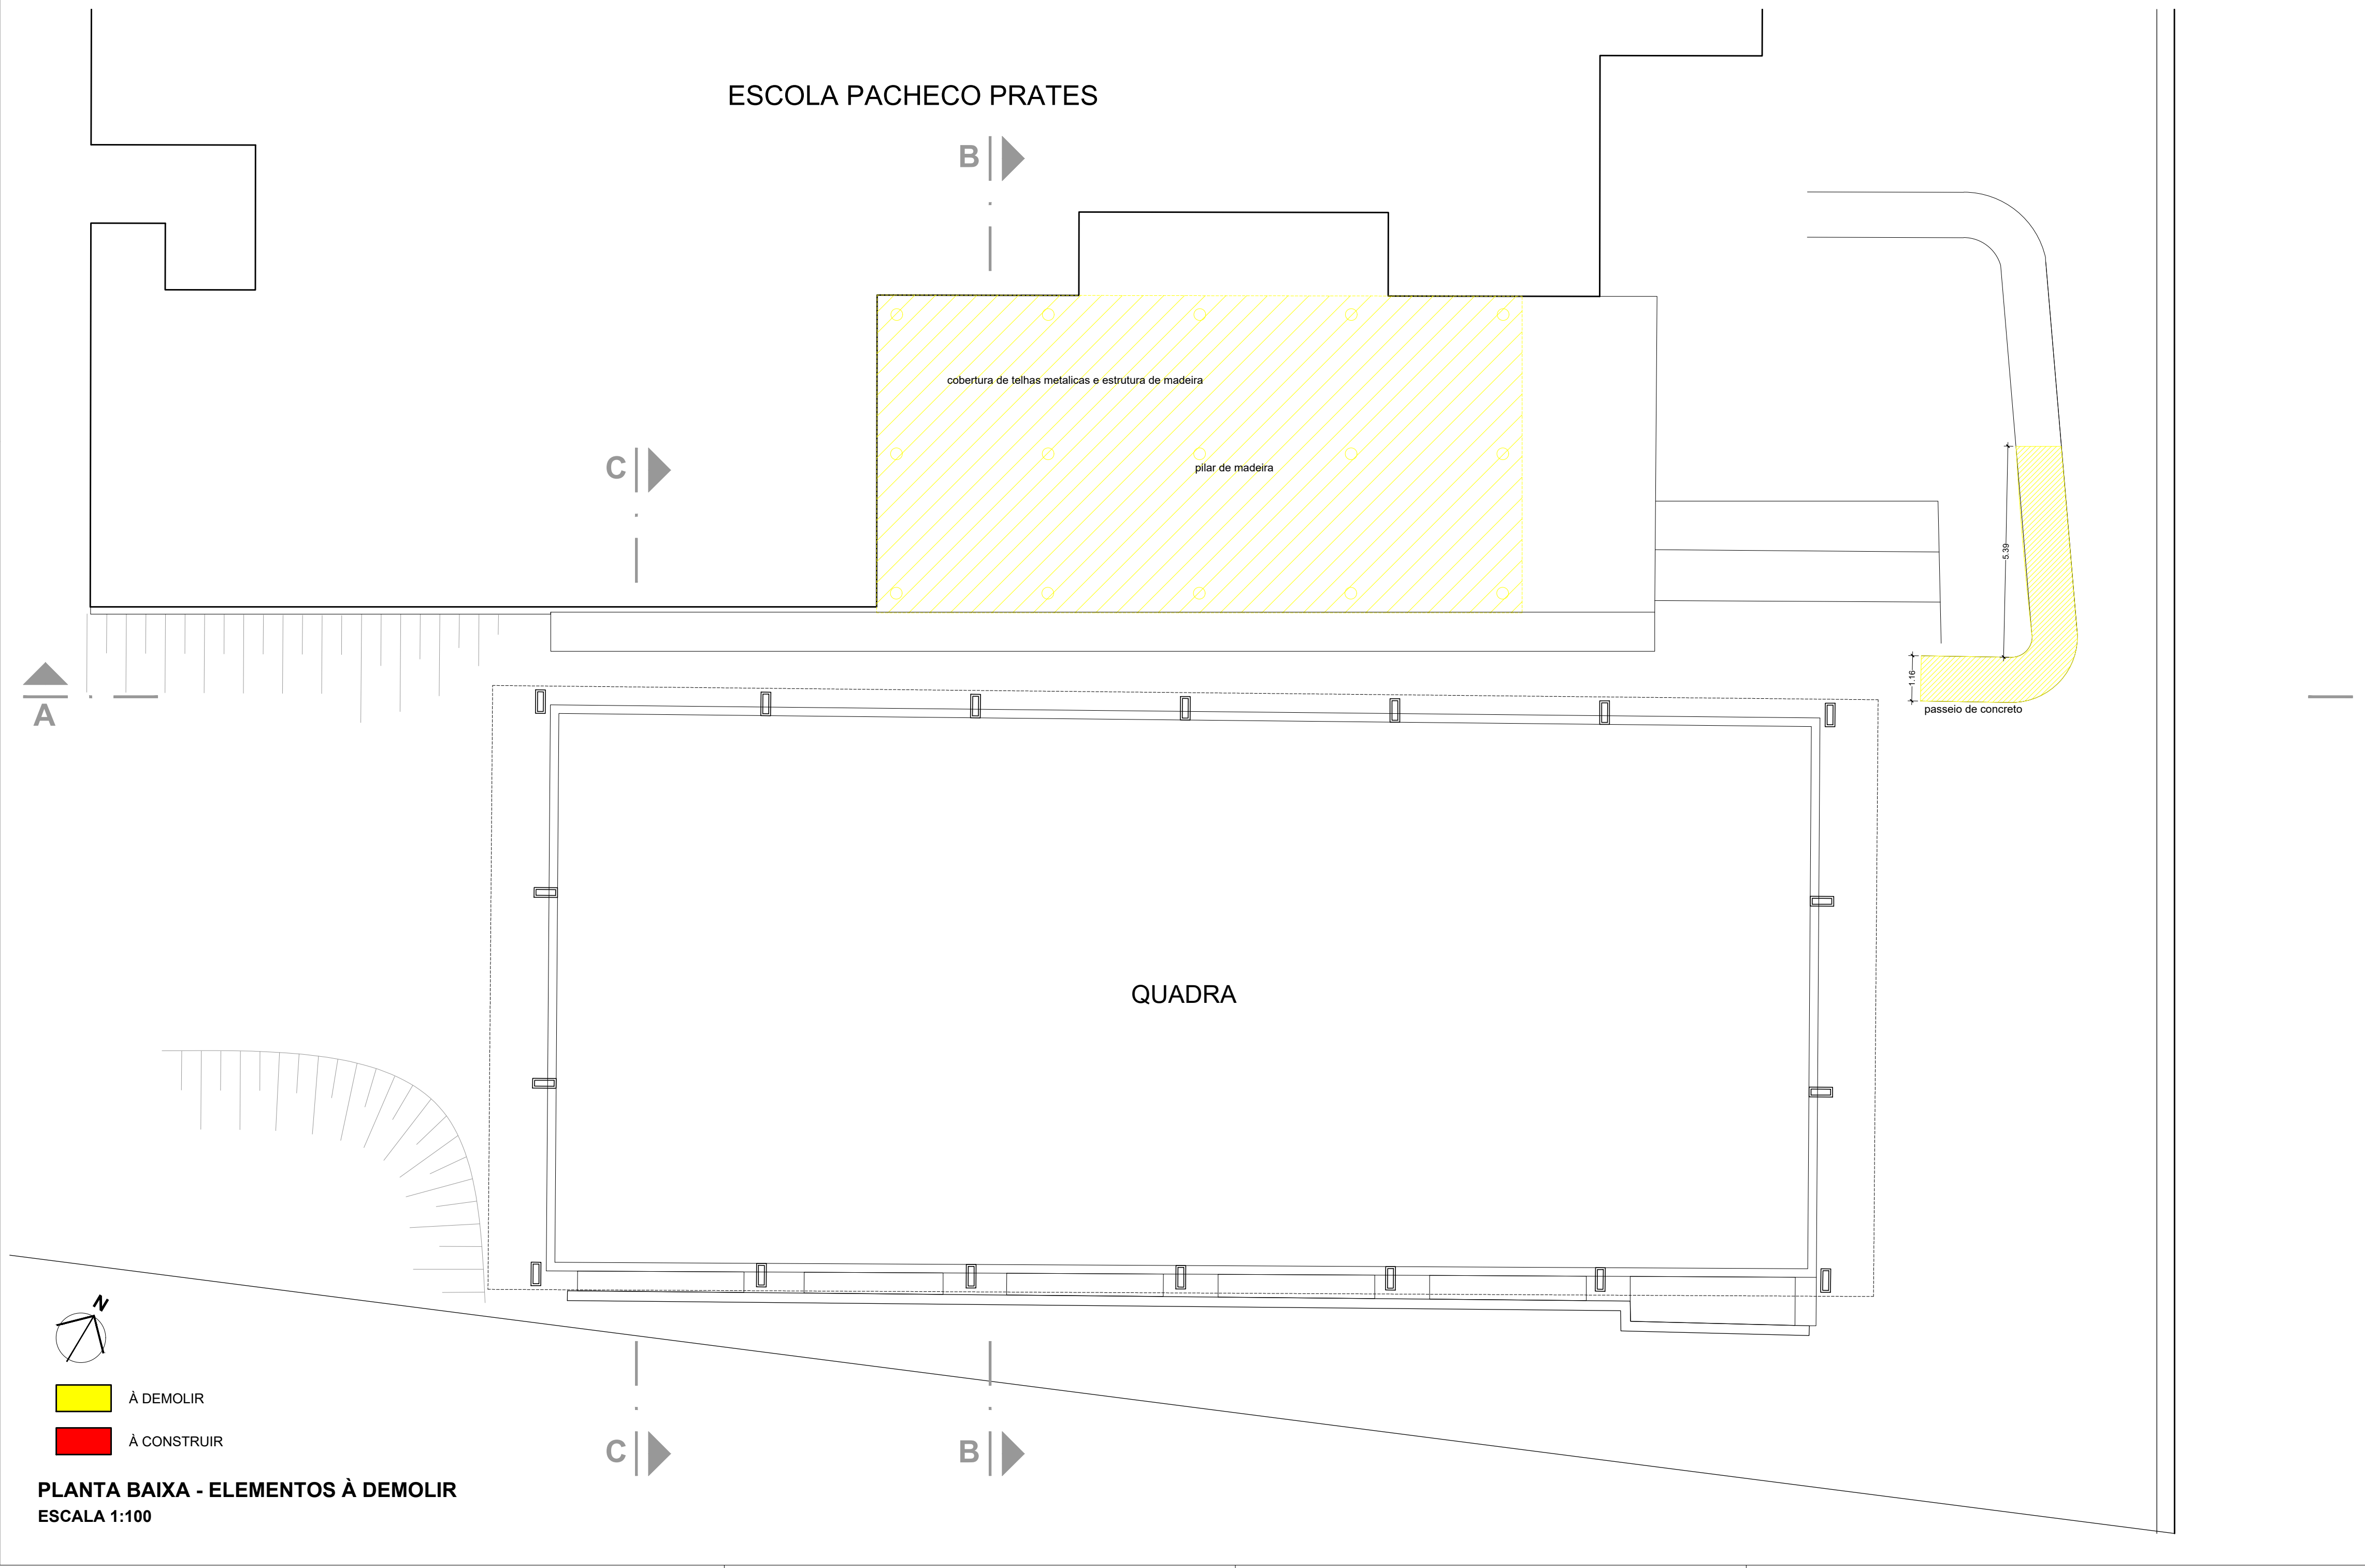 ESCOLA PACHECO PRATES
B
cobertura de telhas metalicas e estrutura de madeira
C
pilar de madeira
5.39
1.16
A
passeio de concreto
QUADRA
N
À DEMOLIR
À CONSTRUIR
C
B
PLANTA BAIXA - ELEMENTOS À DEMOLIR
ESCALA 1:100